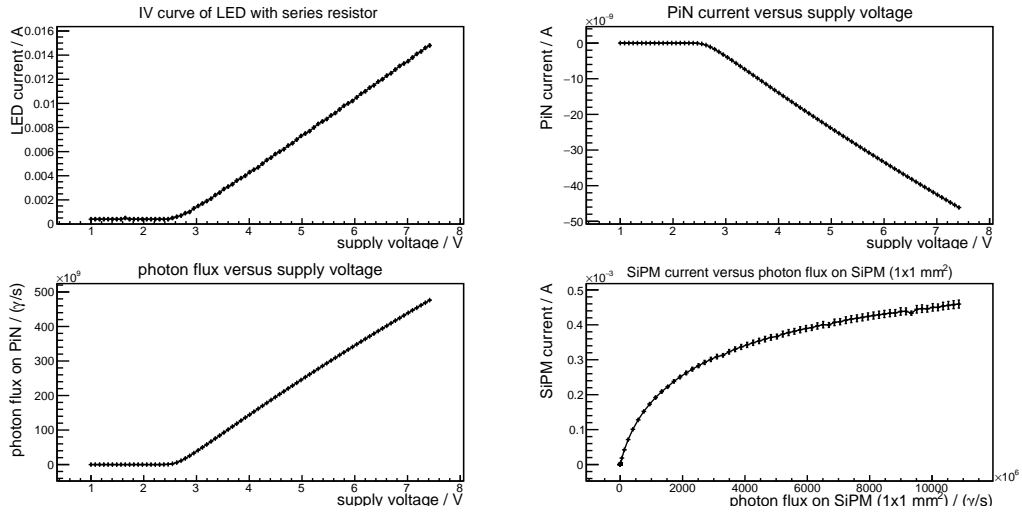 IV curve of LED with series resistor
LED current / A
0.016
0.014
0.012
0.01
0.008
0.006
0.004
0.002
0
1 2 3 4 5 6 7 8
supply voltage / V
PiN current versus supply voltage
×10⁻⁹
PiN current / A
0
−10
−20
−30
−40
−50
1 2 3 4 5 6 7 8
supply voltage / V
photon flux versus supply voltage
×10⁹
photon flux on PiN / (γ/s)
500
400
300
200
100
0
1 2 3 4 5 6 7 8
supply voltage / V
SiPM current versus photon flux on SiPM (1x1 mm²)
×10⁻³
SiPM current / A
0.5
0.4
0.3
0.2
0.1
0
0 2000 4000 6000 8000 10000
×10⁶
photon flux on SiPM (1x1 mm²) / (γ/s)